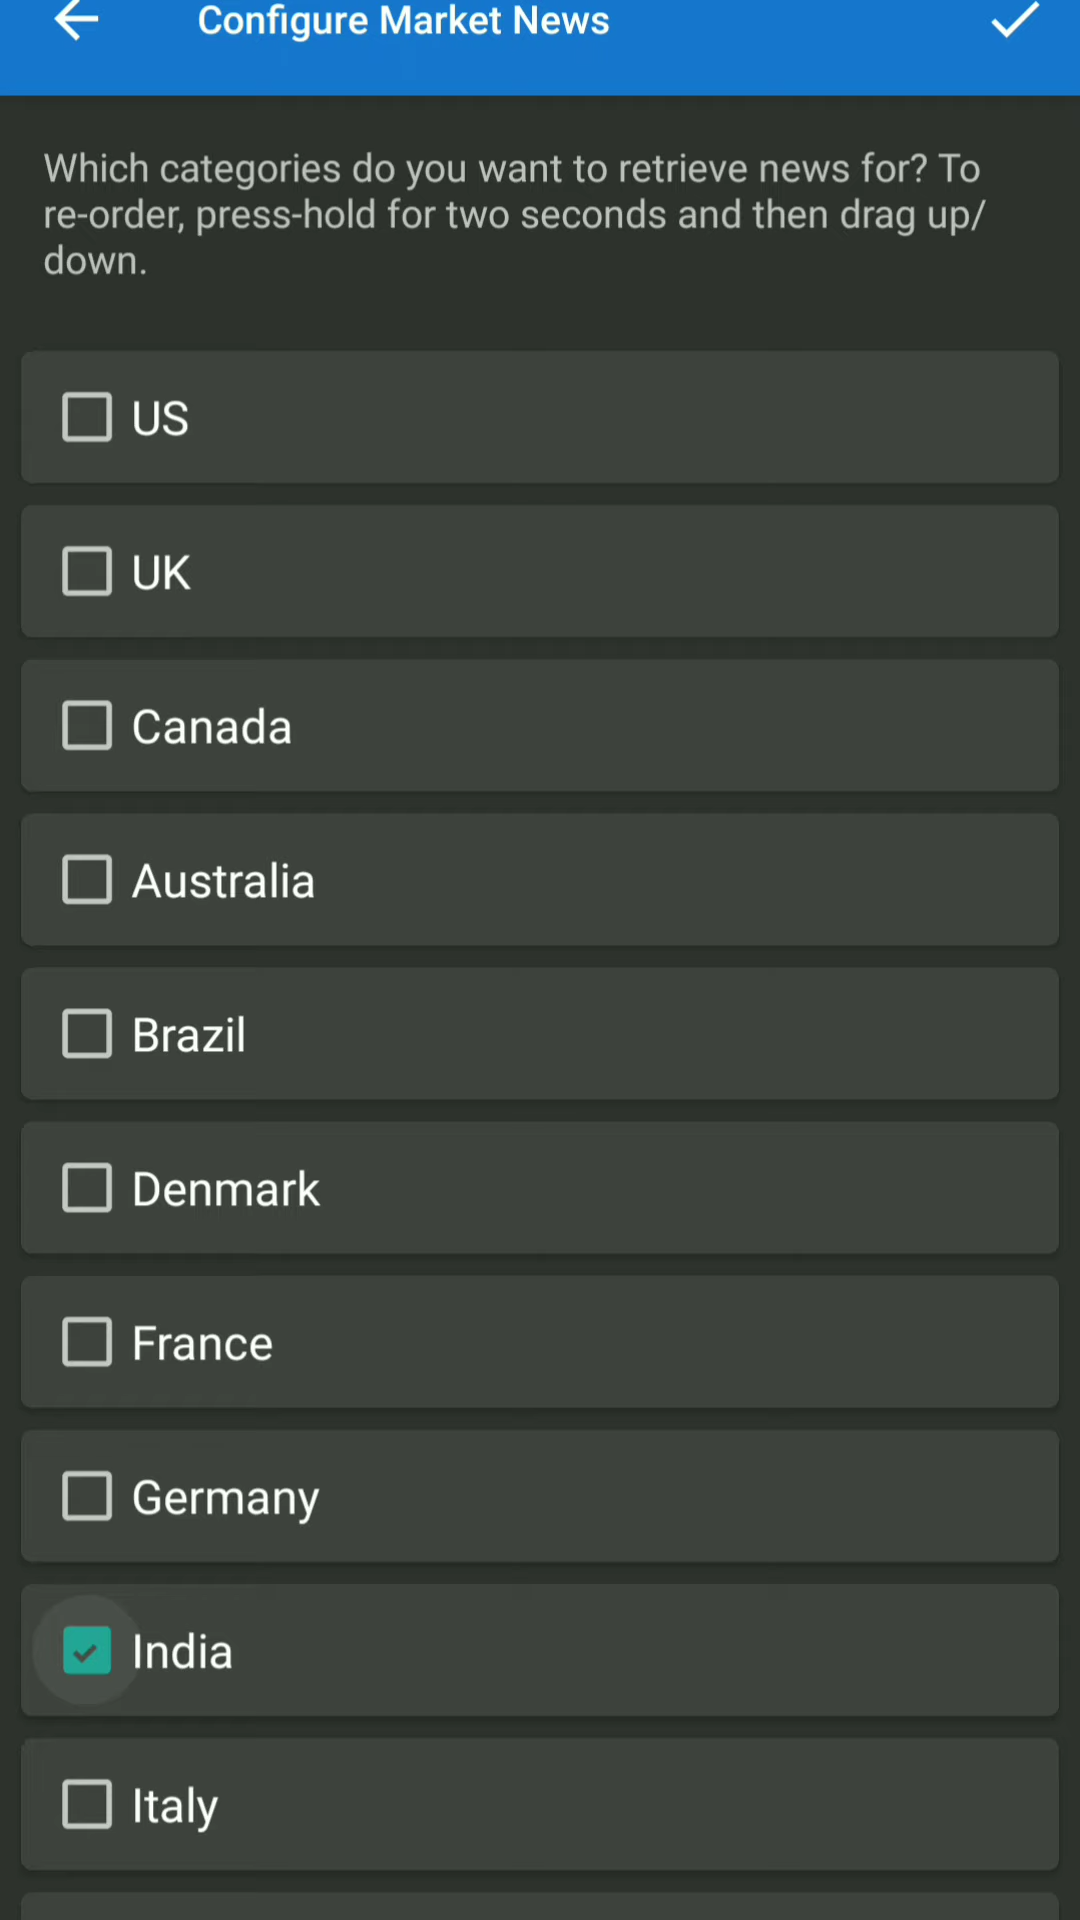 Configure Market News
Which categories do you want to retrieve news for? To
re-order, press-hold for two seconds and then drag up/
down.
US
UK
Canada
Australia
Brazil
Denmark
France
Germany
India
Italy